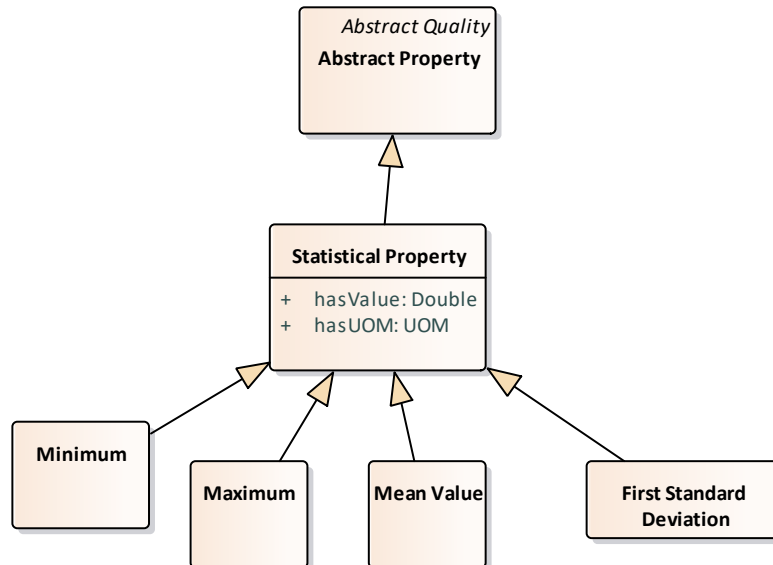 Abstract Quality
Abstract Property
Statistical Property
+ hasValue: Double
+ hasUOM: UOM
Minimum
Maximum
Mean Value
First Standard
Deviation